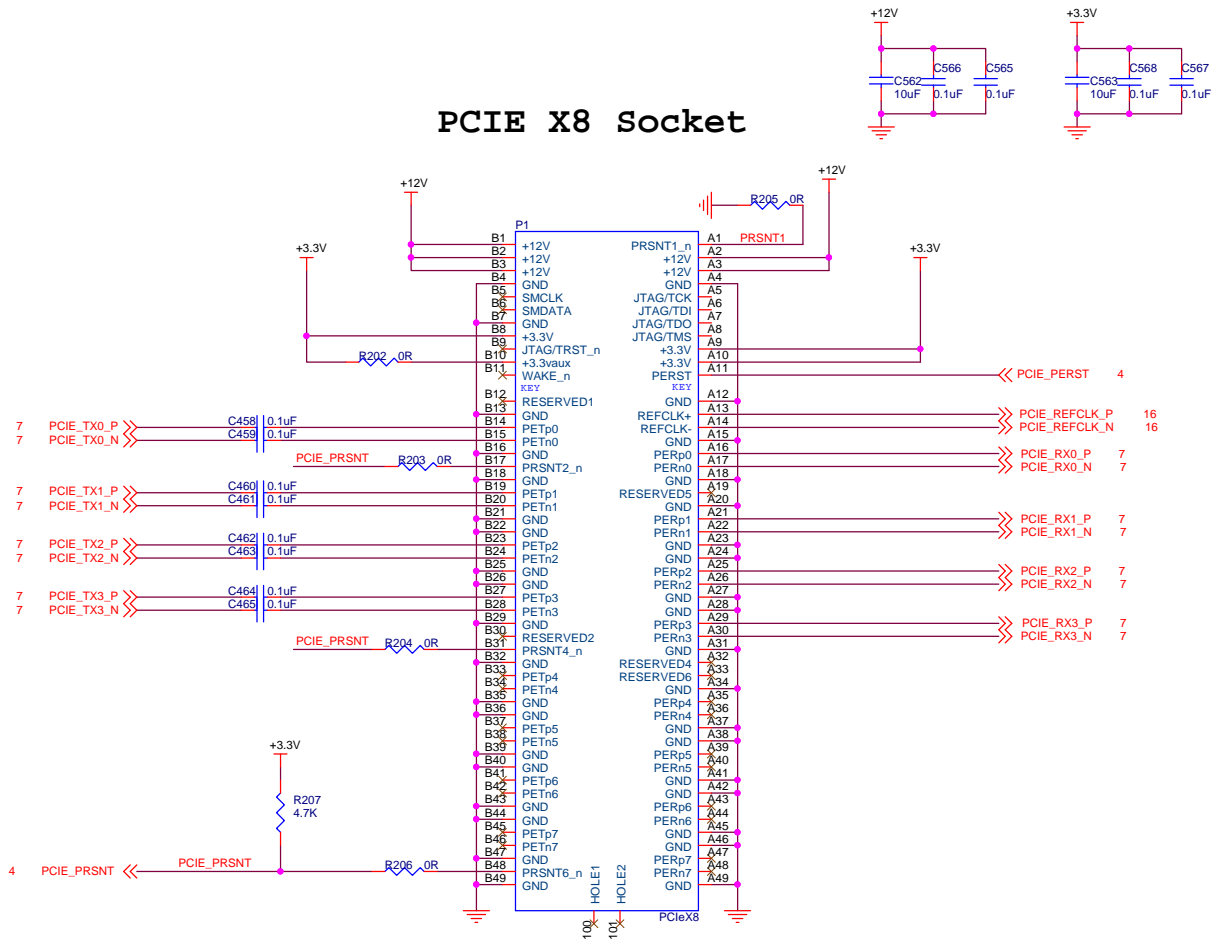 +12V
+3.3V
C566
C565
C568
C567
C562
C563
10uF
0.1uF
0.1uF
10uF
0.1uF
0.1uF
PCIE X8 Socket
+12V
+12V
R205 0R
P1
+3.3V
+3.3V
B1 +12V
B2 +12V
B3 +12V
B4 GND
B5 SMCLK
B6 SMDATA
B7 GND
B8 +3.3V
B9 JTAG/TRST_n
R202 0R
B10 +3.3vaux
B11 WAKE_n
KEY
B12 RESERVED1
B13 GND
7 PCIE_TX0_P C458 0.1uF B14 PETp0
7 PCIE_TX0_N C459 0.1uF B15 PETn0
B16 GND
PCIE_PRSNT R203 0R B17 PRSNT2_n
B18 GND
7 PCIE_TX1_P C460 0.1uF B19 PETp1
7 PCIE_TX1_N C461 0.1uF B20 PETn1
B21 GND
B22 GND
7 PCIE_TX2_P C462 0.1uF B23 PETp2
7 PCIE_TX2_N C463 0.1uF B24 PETn2
B25 GND
B26 GND
7 PCIE_TX3_P C464 0.1uF B27 PETp3
7 PCIE_TX3_N C465 0.1uF B28 PETn3
B29 GND
B30 RESERVED2
PCIE_PRSNT R204 0R B31 PRSNT4_n
B32 GND
B33 PETp4
B34 PETn4
B35 GND
B36 GND
B37 PETp5
B38 PETn5
B39 GND
B40 GND
B41 PETp6
B42 PETn6
B43 GND
B44 GND
B45 PETp7
B46 PETn7
B47 GND
+3.3V
R207
4.7K
4 PCIE_PRSNT PCIE_PRSNT R206 0R B48 PRSNT6_n
B49 GND
PRSNT1_n A1 PRSNT1
+12V A2
+12V A3
GND A4
JTAG/TCK A5
JTAG/TDI A6
JTAG/TDO A7
JTAG/TMS A8
+3.3V A9
+3.3V A10
PERST A11 PCIE_PERST 4
KEY
GND A12
REFCLK+ A13 PCIE_REFCLK_P 16
REFCLK- A14 PCIE_REFCLK_N 16
GND A15
PERp0 A16 PCIE_RX0_P 7
PERn0 A17 PCIE_RX0_N 7
GND A18
RESERVED5 A19
GND A20
PERp1 A21 PCIE_RX1_P 7
PERn1 A22 PCIE_RX1_N 7
GND A23
GND A24
PERp2 A25 PCIE_RX2_P 7
PERn2 A26 PCIE_RX2_N 7
GND A27
GND A28
PERp3 A29 PCIE_RX3_P 7
PERn3 A30 PCIE_RX3_N 7
GND A31
RESERVED4 A32
RESERVED6 A33
GND A34
PERp4 A35
PERn4 A36
GND A37
GND A38
PERp5 A39
PERn5 A40
GND A41
GND A42
PERp6 A43
PERn6 A44
GND A45
GND A46
PERp7 A47
PERn7 A48
GND A49
HOLE1
HOLE2
100
101
PCIeX8